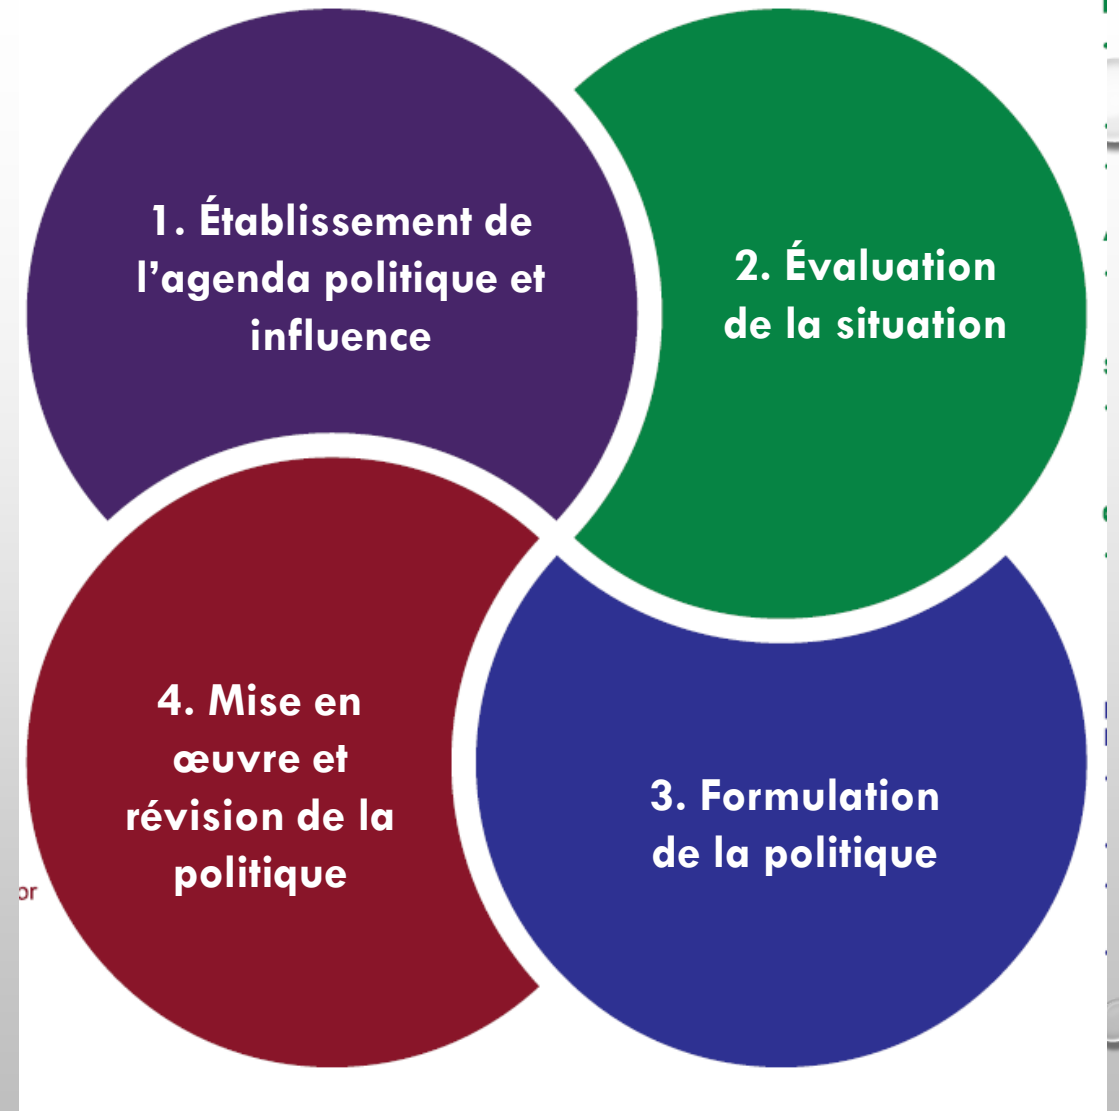 1. Établissement de
l’agenda politique et
influence
2. Évaluation
de la situation
4. Mise en
œuvre et
révision de la
politique
3. Formulation
de la politique
or